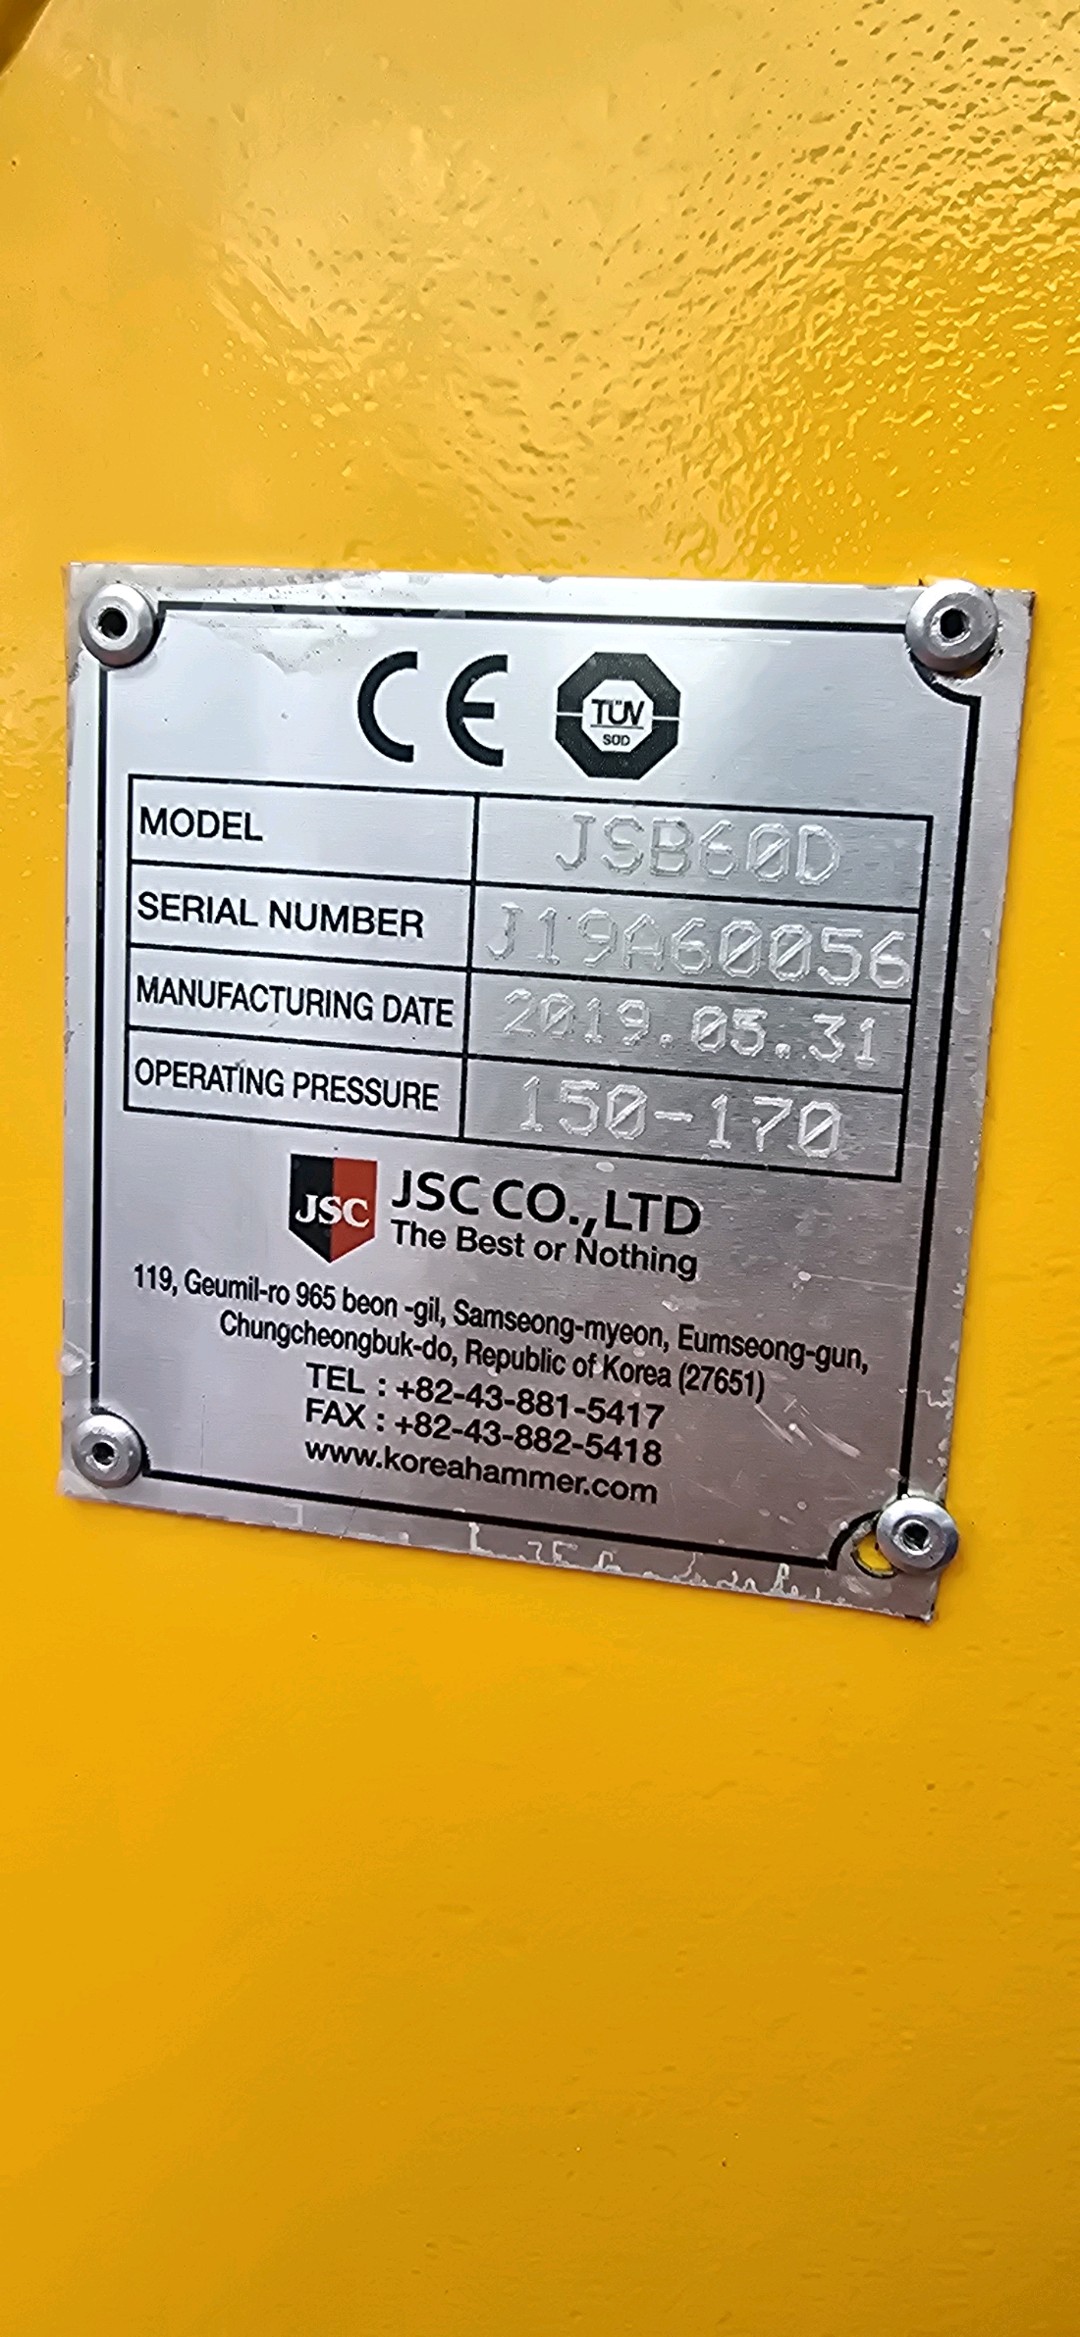 CE TÜV SÜD
MODEL JSB60D
SERIAL NUMBER J19A60056
MANUFACTURING DATE 2019.05.31
OPERATING PRESSURE 150-170
JSC JSC CO.,LTD
The Best or Nothing
119, Geumil-ro 965 beon -gil, Samseong-myeon, Eumseong-gun,
Chungcheongbuk-do, Republic of Korea (27651)
TEL : +82-43-881-5417
FAX : +82-43-882-5418
www.koreahammer.com